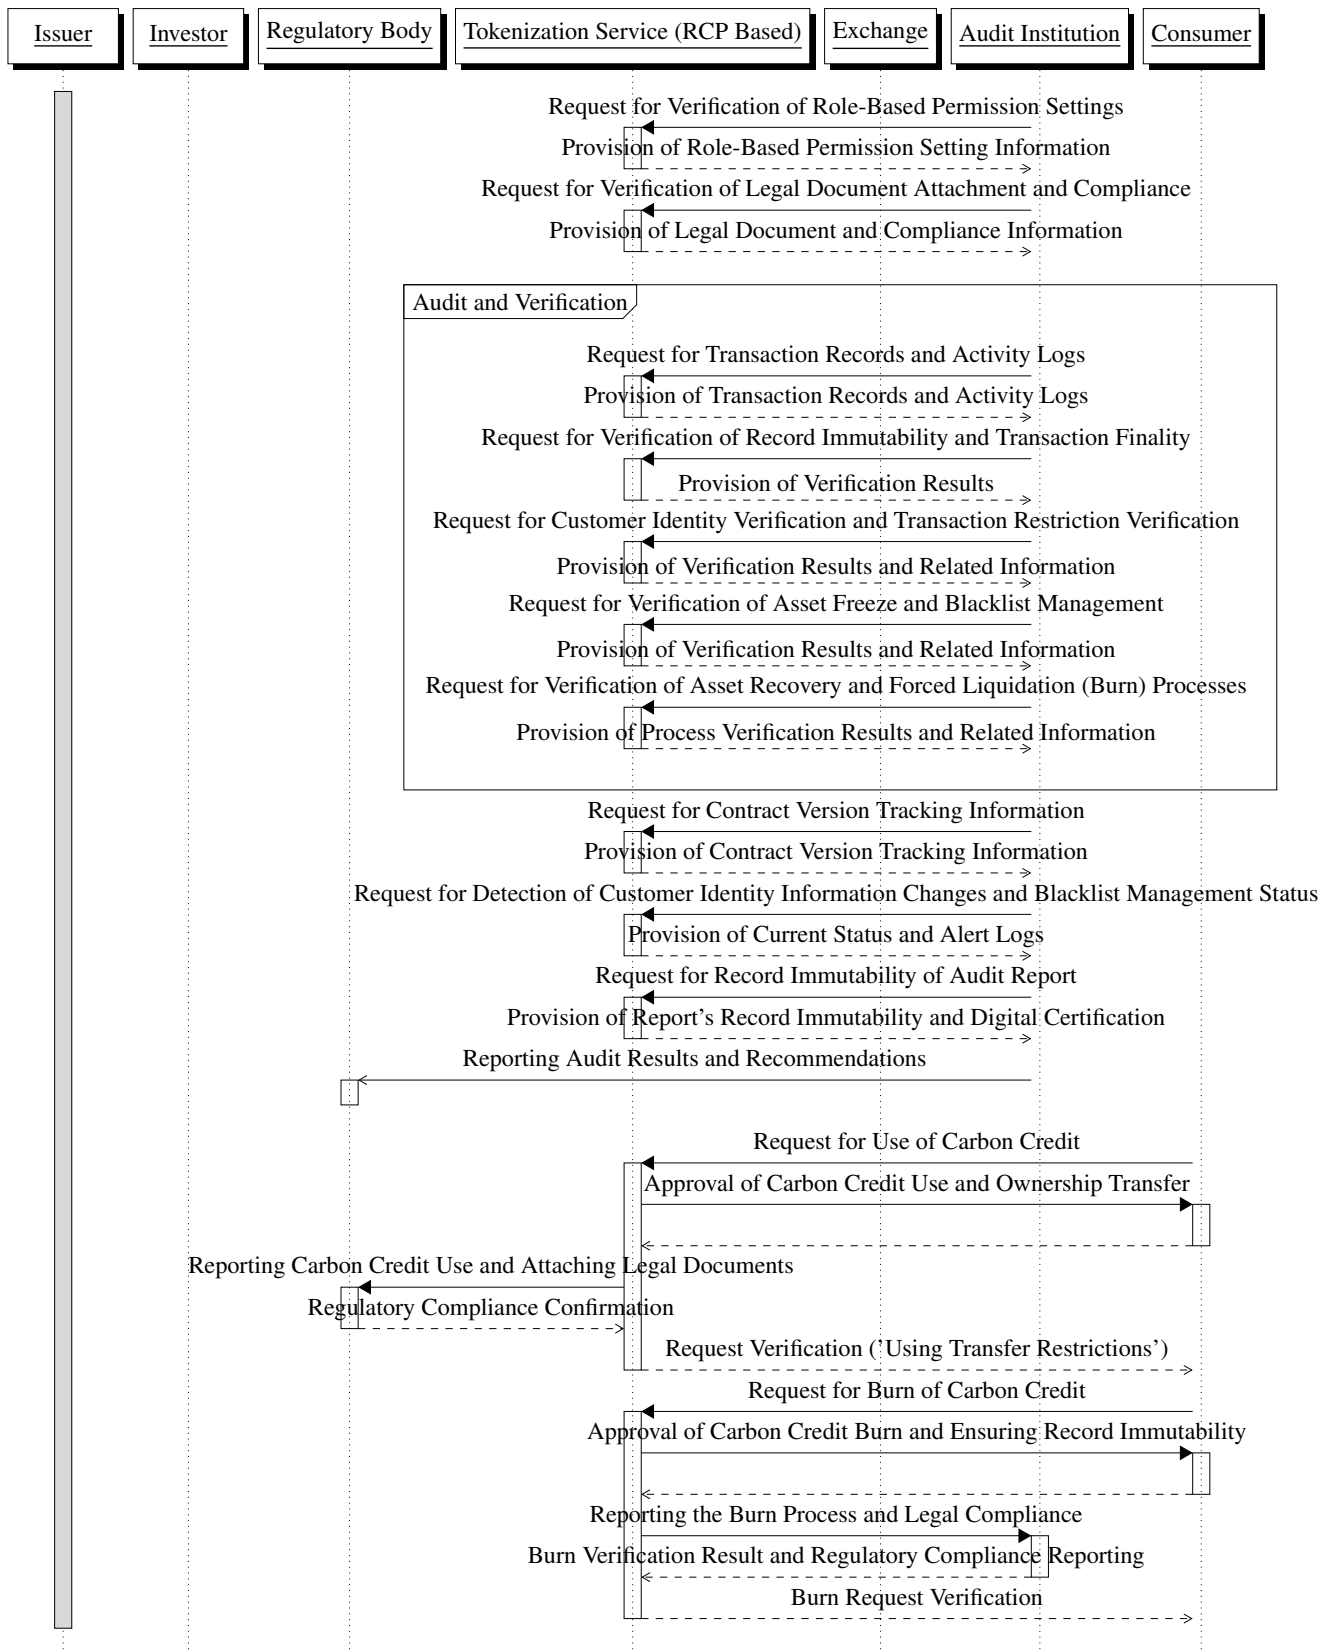 Issuer
Investor
Regulatory Body
Tokenization Service (RCP Based)
Exchange
Audit Institution
Consumer
Request for Verification of Role-Based Permission Settings
Provision of Role-Based Permission Setting Information
Request for Verification of Legal Document Attachment and Compliance
Provision of Legal Document and Compliance Information
Audit and Verification
Request for Transaction Records and Activity Logs
Provision of Transaction Records and Activity Logs
Request for Verification of Record Immutability and Transaction Finality
Provision of Verification Results
Request for Customer Identity Verification and Transaction Restriction Verification
Provision of Verification Results and Related Information
Request for Verification of Asset Freeze and Blacklist Management
Provision of Verification Results and Related Information
Request for Verification of Asset Recovery and Forced Liquidation (Burn) Processes
Provision of Process Verification Results and Related Information
Request for Contract Version Tracking Information
Provision of Contract Version Tracking Information
Request for Detection of Customer Identity Information Changes and Blacklist Management Status
Provision of Current Status and Alert Logs
Request for Record Immutability of Audit Report
Provision of Report's Record Immutability and Digital Certification
Reporting Audit Results and Recommendations
Request for Use of Carbon Credit
Approval of Carbon Credit Use and Ownership Transfer
Reporting Carbon Credit Use and Attaching Legal Documents
Regulatory Compliance Confirmation
Request Verification ('Using Transfer Restrictions')
Request for Burn of Carbon Credit
Approval of Carbon Credit Burn and Ensuring Record Immutability
Reporting the Burn Process and Legal Compliance
Burn Verification Result and Regulatory Compliance Reporting
Burn Request Verification